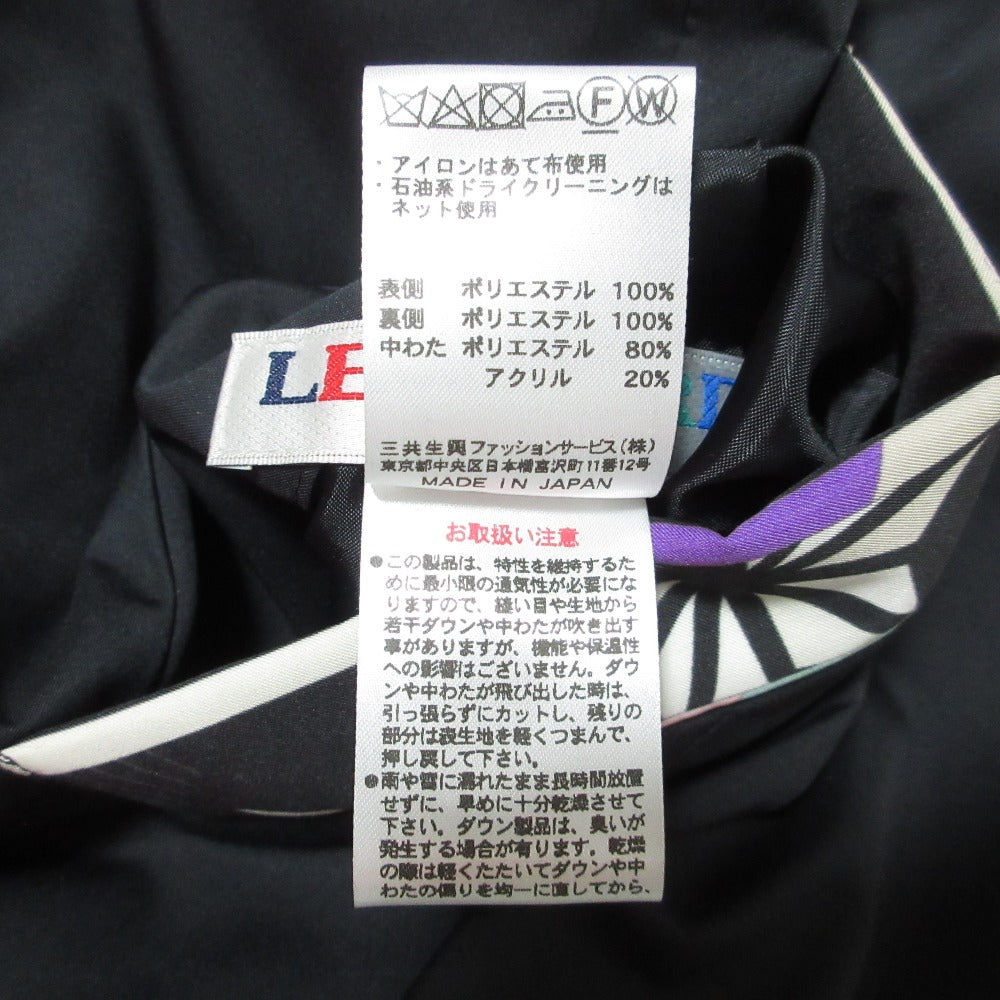 F W
・アイロンはあて布使用
・石油系ドライクリーニングは
ネット使用
表側 ポリエステル 100%
裏側 ポリエステル 100%
中わた ポリエステル 80%
アクリル 20%
LE
三共生興ファッションサービス(株)
東京都中央区日本橋富沢町11番12号
MADE IN JAPAN
お取扱い注意
●この製品は、特性を維持するた
めに最小限の通気性が必要にな
りますので、縫い目や生地から
若干ダウンや中わたが吹き出す
事がありますが、機能や保温性
への影響はございません。ダウ
ンや中わたが飛び出した時は、
引っ張らずにカットし、残りの
部分は表生地を軽くつまんで、
押し戻して下さい。
●雨や雪に濡れたまま長時間放置
せずに、早めに十分乾燥させて
下さい。ダウン製品は、臭いが
発生する場合が有ります。乾燥
の際は軽くたたいてダウンや中
わたの偏りを均一に直してから、